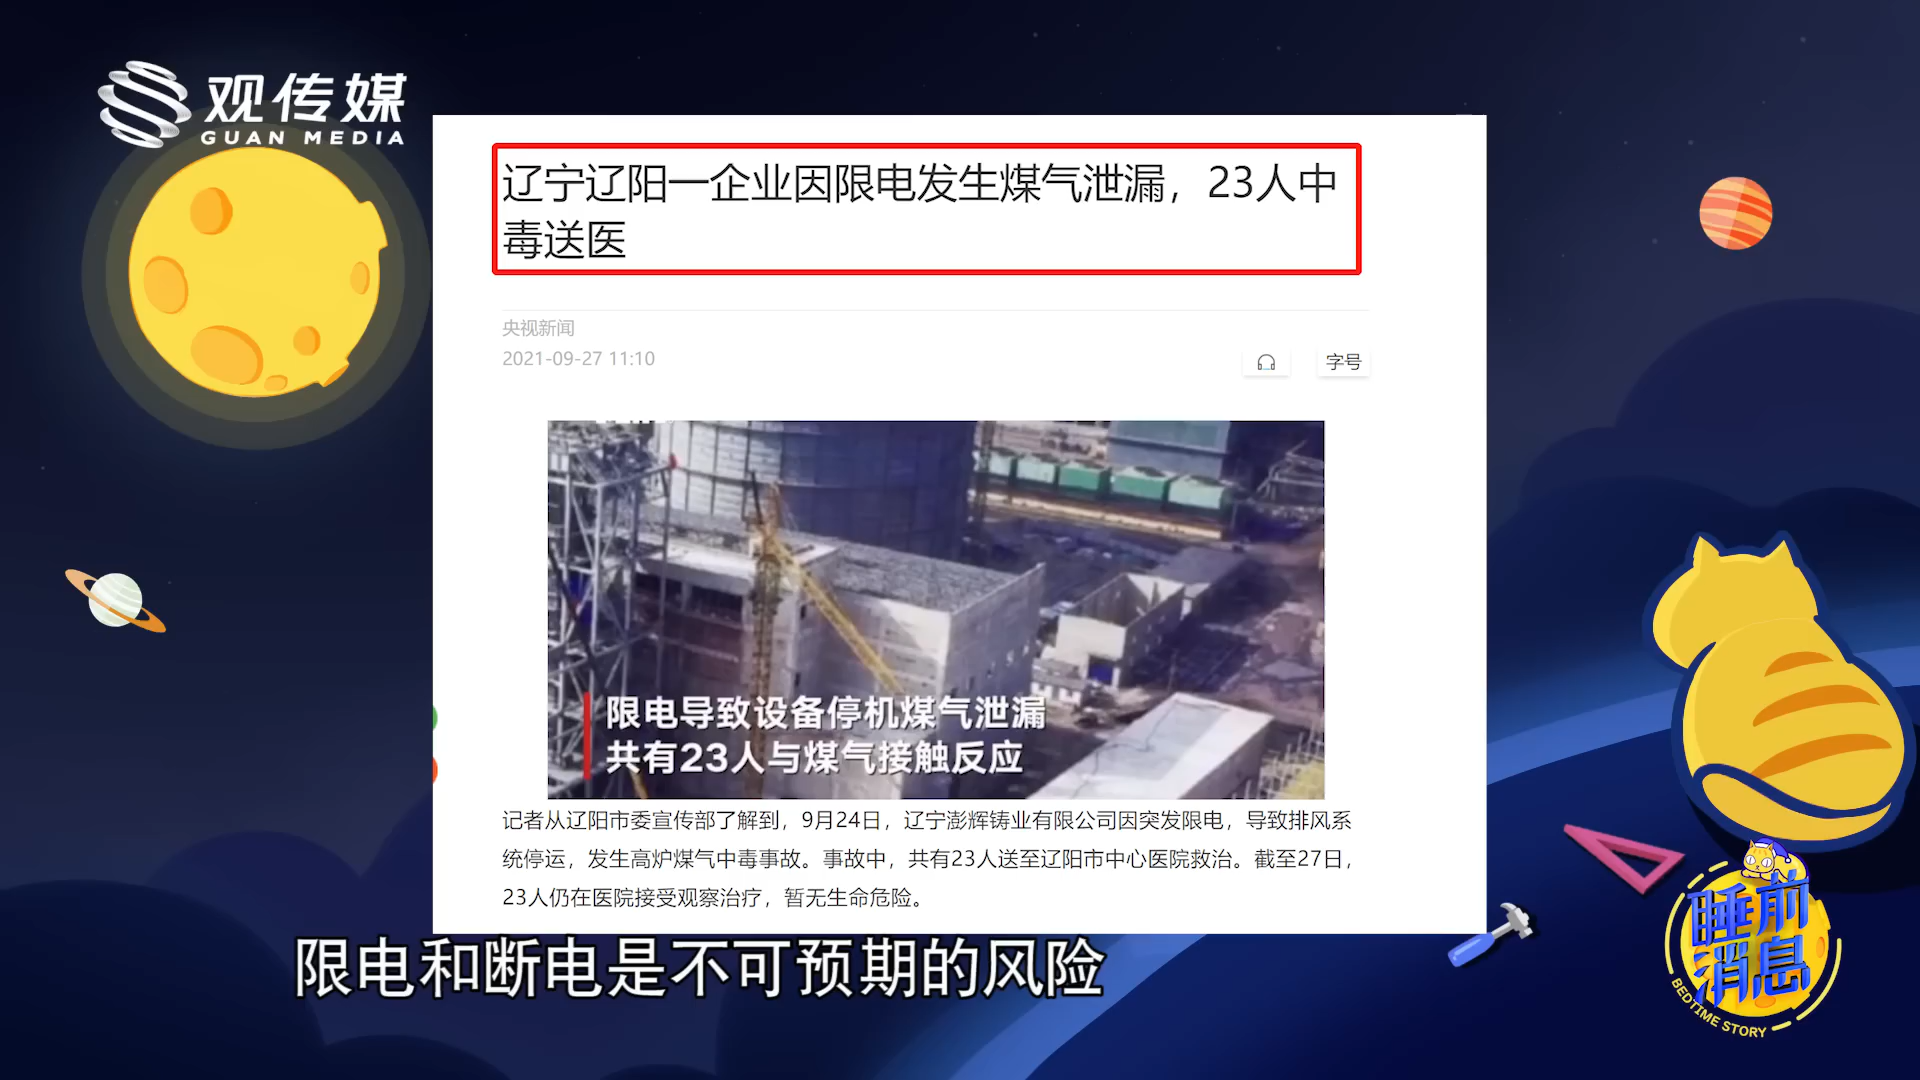 观传媒
GUAN MEDIA
辽宁辽阳一企业因限电发生煤气泄漏，23人中
毒送医
央视新闻
2021-09-27 11:10
字号
限电导致设备停机煤气泄漏
共有23人与煤气接触反应
记者从辽阳市委宣传部了解到，9月24日，辽宁澎辉铸业有限公司因突发限电，导致排风系
统停运，发生高炉煤气中毒事故。事故中，共有23人送至辽阳市中心医院救治。截至27日，
23人仍在医院接受观察治疗，暂无生命危险。
限电和断电是不可预期的风险
睡前
消息
BEDTIME STORY